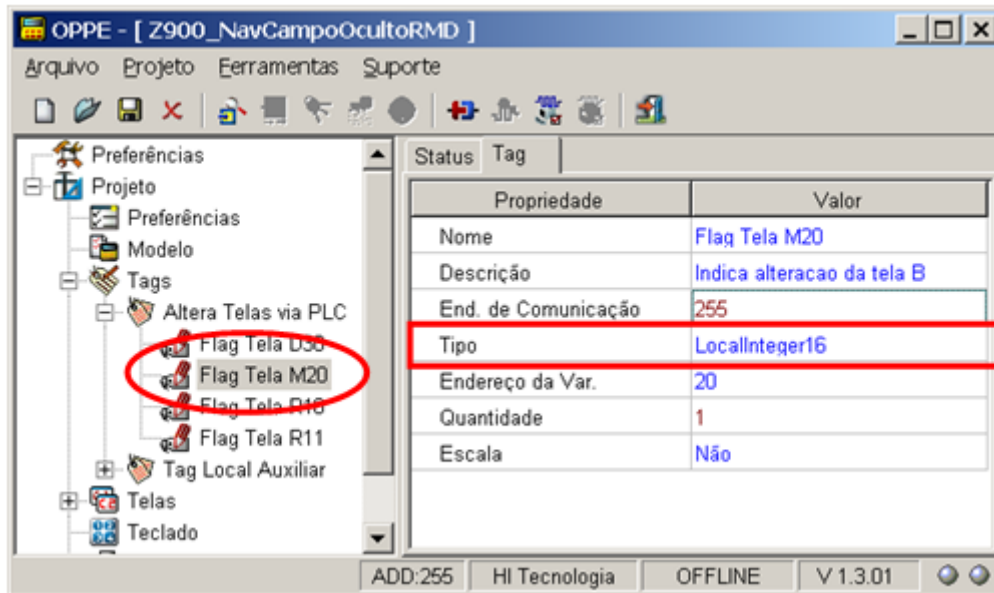 OPPE - [ Z900_NavCampoOcultoRMD ]
Arquivo Projeto Ferramentas Suporte
Preferências
Projeto
Preferências
Modelo
Tags
Altera Telas via PLC
Flag Tela D30
Flag Tela M20
Flag Tela R10
Flag Tela R11
Tag Local Auxiliar
Telas
Teclado
Status Tag
Propriedade Valor
Nome Flag Tela M20
Descrição Indica alteracao da tela B
End. de Comunicação 255
Tipo LocalInteger16
Endereço da Var. 20
Quantidade 1
Escala Não
ADD:255 HI Tecnologia OFFLINE V 1.3.01